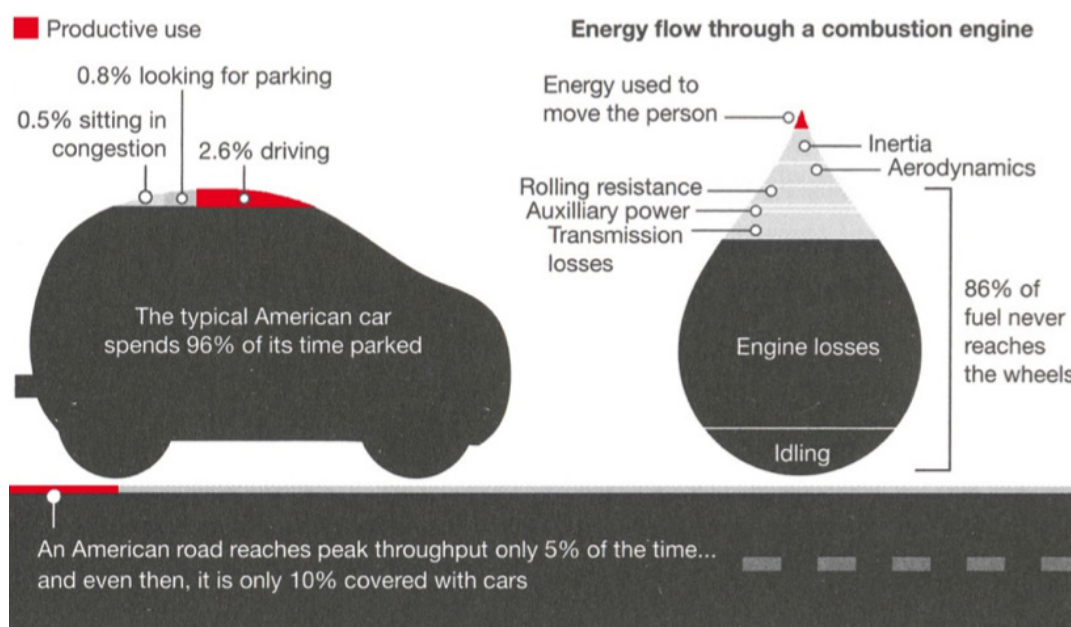 Productive use
0.8% looking for parking
0.5% sitting in
congestion
2.6% driving
The typical American car
spends 96% of its time parked
Energy flow through a combustion engine
Energy used to
move the person
Inertia
Aerodynamics
Rolling resistance
Auxilliary power
Transmission
losses
Engine losses
Idling
86% of
fuel never
reaches
the wheels
An American road reaches peak throughput only 5% of the time...
and even then, it is only 10% covered with cars